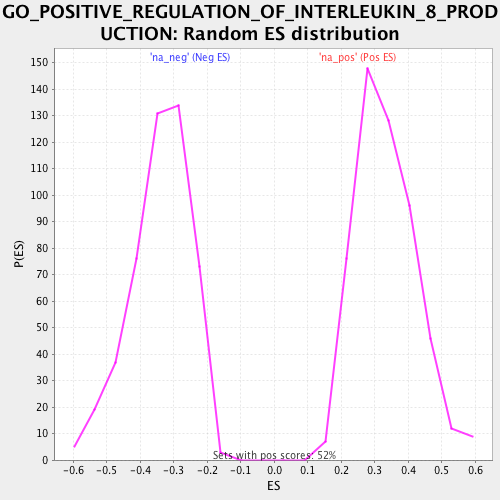 GO_POSITIVE_REGULATION_OF_INTERLEUKIN_8_PROD
UCTION: Random ES distribution
'na_neg' (Neg ES) 'na_pos' (Pos ES)
150
140
130
120
110
100
90
80
70
60
50
40
30
20
10
0
P(ES)
Sets with pos scores: 52%
-0.6 -0.5 -0.4 -0.3 -0.2 -0.1 0.0 0.1 0.2 0.3 0.4 0.5 0.6
ES